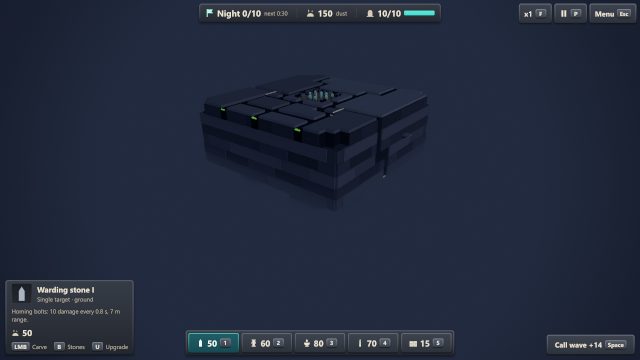 Night 0/10 next 0:30 150 dust 10/10
x1 F P Menu Esc
Warding stone I
Single target · ground
Homing bolts: 10 damage every 0.8 s, 7 m
range.
50
LMB Carve B Stones U Upgrade
50 1 60 2 80 3 70 4 15 5
Call wave +14 Space